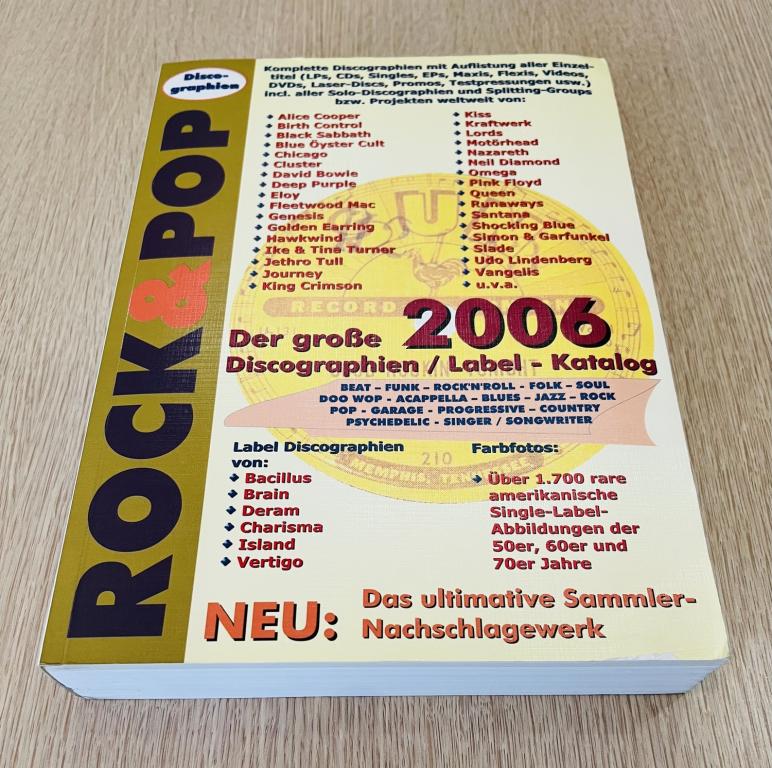 Disco-
graphien
ROCK & POP
Komplette Discographien mit Auflistung aller Einzel-
titel (LPs, CDs, Singles, EPs, Maxis, Flexis, Videos,
DVDs, Laser-Discs, Promos, Testpressungen usw.)
incl. aller Solo-Discographien und Splitting-Groups
bzw. Projekten weltweit von:
Alice Cooper
Birth Control
Black Sabbath
Blue Öyster Cult
Chicago
Cluster
David Bowie
Deep Purple
Eloy
Fleetwood Mac
Genesis
Golden Earring
Hawkwind
Ike & Tina Turner
Jethro Tull
Journey
King Crimson
Kiss
Kraftwerk
Lords
Motörhead
Nazareth
Neil Diamond
Omega
Pink Floyd
Queen
Runaways
Santana
Shocking Blue
Simon & Garfunkel
Slade
Udo Lindenberg
Vangelis
u.v.a.
U
RECORD
Der große 2006
Discographien / Label - Katalog
BEAT – FUNK – ROCK'N'ROLL - FOLK – SOUL
DOO WOP - ACAPPELLA – BLUES – JAZZ – ROCK
POP - GARAGE - PROGRESSIVE – COUNTRY
PSYCHEDELIC - SINGER / SONGWRITER
Label Discographien
von:
Bacillus
Brain
Deram
Charisma
Island
Vertigo
210
MEMPHIS, TENNESSEE
Farbfotos:
Über 1.700 rare
amerikanische
Single-Label-
Abbildungen der
50er, 60er und
70er Jahre
NEU: Das ultimative Sammler-
Nachschlagewerk